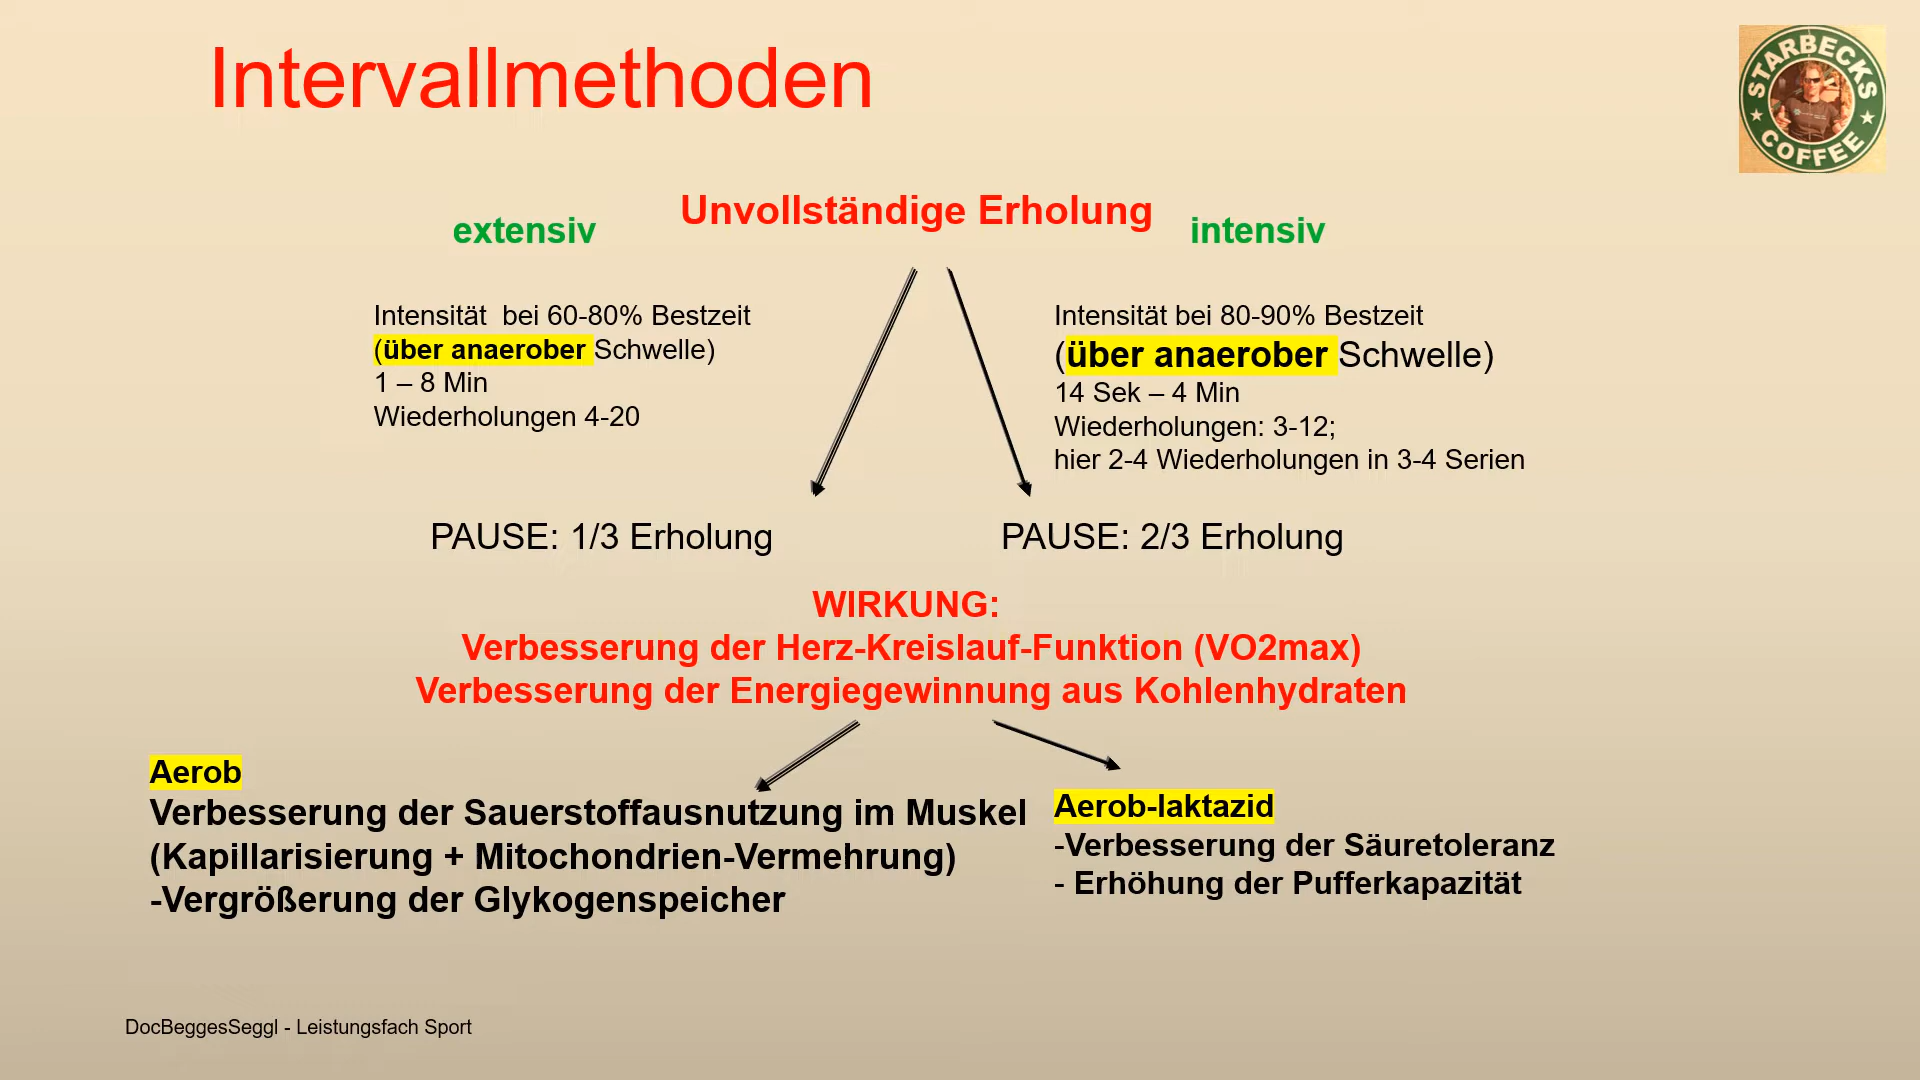 Intervallmethoden
STARBECKS
COFFEE
Unvollständige Erholung
extensiv
intensiv
Intensität  bei 60-80% Bestzeit
(über anaerober Schwelle)
1 – 8 Min
Wiederholungen 4-20
Intensität bei 80-90% Bestzeit
(über anaerober Schwelle)
14 Sek – 4 Min
Wiederholungen: 3-12;
hier 2-4 Wiederholungen in 3-4 Serien
PAUSE: 1/3 Erholung
PAUSE: 2/3 Erholung
WIRKUNG:
Verbesserung der Herz-Kreislauf-Funktion (VO2max)
Verbesserung der Energiegewinnung aus Kohlenhydraten
Aerob
Verbesserung der Sauerstoffausnutzung im Muskel
(Kapillarisierung + Mitochondrien-Vermehrung)
-Vergrößerung der Glykogenspeicher
Aerob-laktazid
-Verbesserung der Säuretoleranz
- Erhöhung der Pufferkapazität
DocBeggesSeggl - Leistungsfach Sport